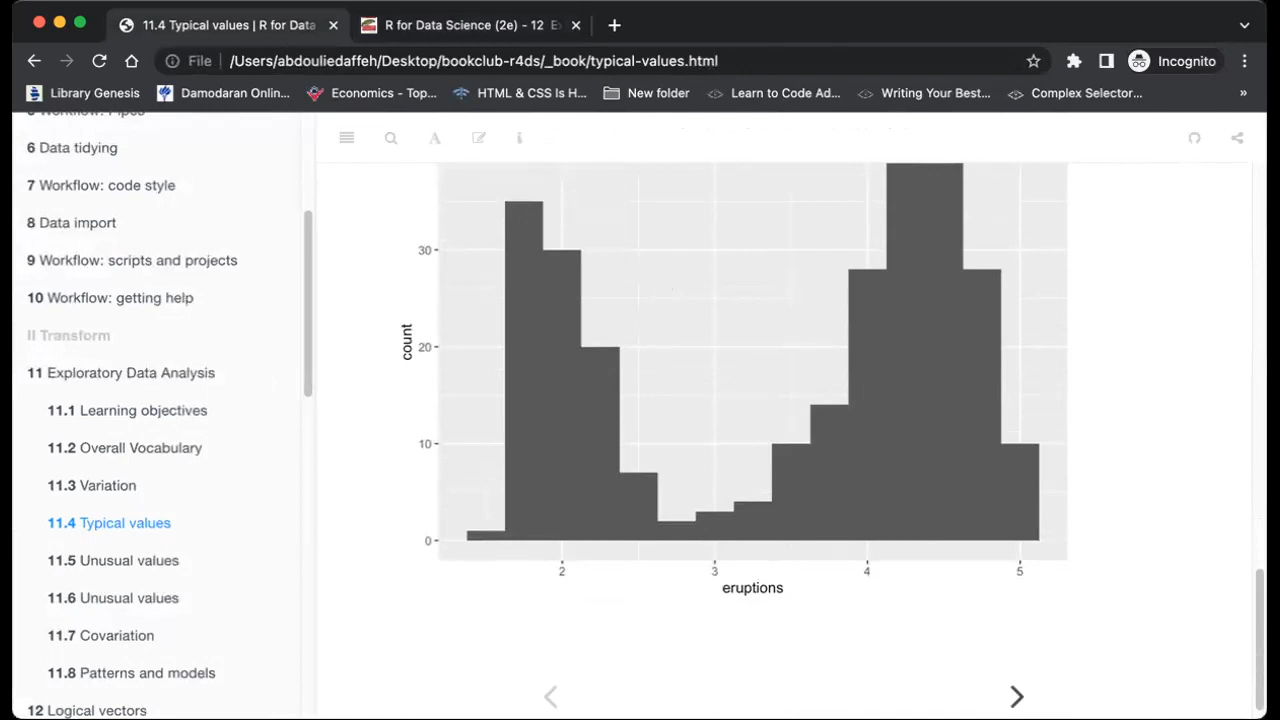 11.4 Typical values | R for Data
R for Data Science (2e) - 12 Ex
File /Users/abdouliedaffeh/Desktop/bookclub-r4ds/_book/typical-values.html
Incognito
Library Genesis
Damodaran Onlin...
Economics - Top...
HTML & CSS Is H...
New folder
Learn to Code Ad...
Writing Your Best...
Complex Selector...
»
6 Data tidying
7 Workflow: code style
8 Data import
9 Workflow: scripts and projects
10 Workflow: getting help
II Transform
11 Exploratory Data Analysis
11.1 Learning objectives
11.2 Overall Vocabulary
11.3 Variation
11.4 Typical values
11.5 Unusual values
11.6 Unusual values
11.7 Covariation
11.8 Patterns and models
12 Logical vectors
A
i
30
20
10
0
count
2 3 4 5
eruptions